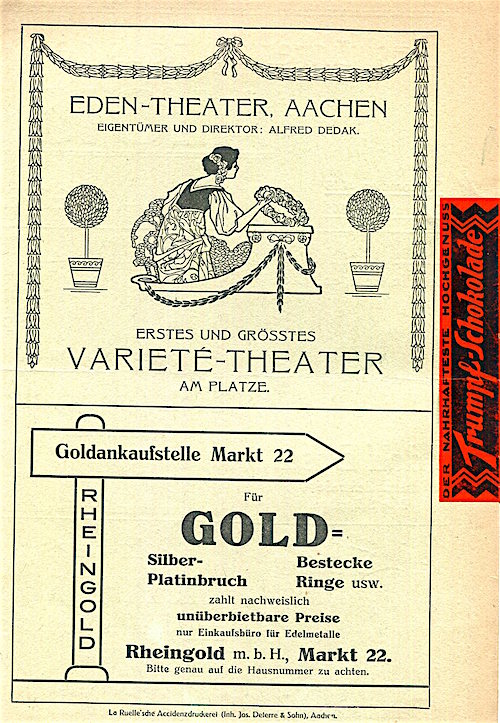 EDEN-THEATER, AACHEN
EIGENTÜMER UND DIREKTOR: ALFRED DEDAK.
ERSTES UND GRÖSSTES
VARIETÉ-THEATER
AM PLATZE.
DER NAHRHAFTESTE HOCHGENUSS
Trumpf-Schokolade
Goldankaufstelle Markt 22
RHEINGOLD
Für
GOLD=
Silber- Bestecke
Platinbruch Ringe usw.
zahlt nachweislich
unüberbietbare Preise
nur Einkaufsbüro für Edelmetalle
Rheingold m. b. H., Markt 22.
Bitte genau auf die Hausnummer zu achten.
La Ruelle'sche Accidenzdruckerei (Inh. Jos. Deterre & Sohn), Aachen.